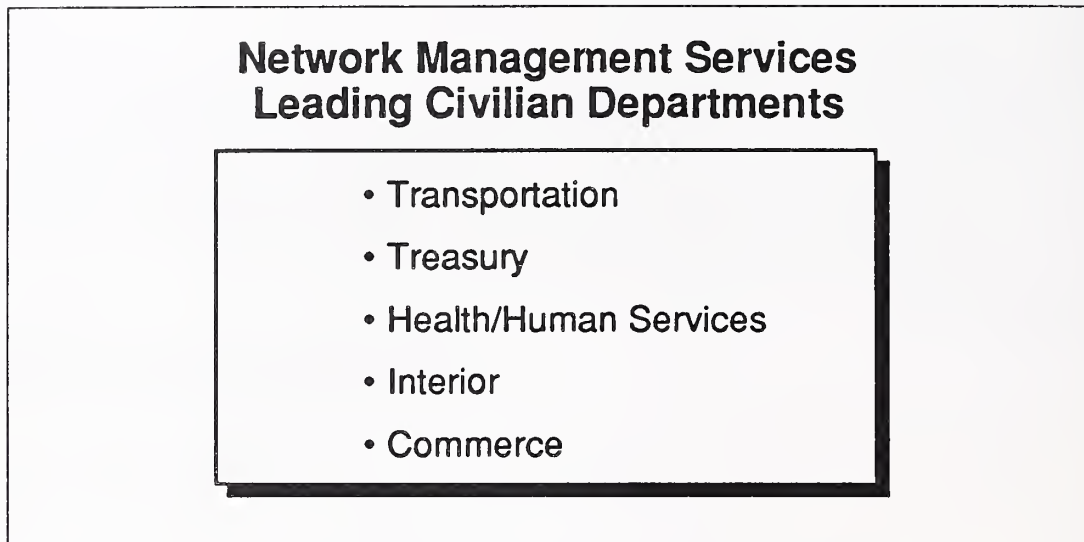 Network Management Services
Leading Civilian Departments
• Transportation
• Treasury
• Health/Human Services
• Interior
• Commerce